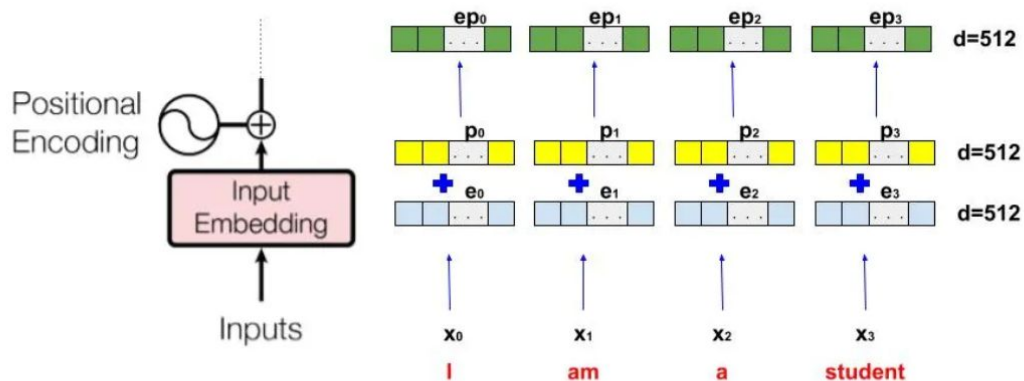 ep₀ ep₁ ep₂ ep₃
. . . . . . . . . . . . d=512
Positional
Encoding
p₀ p₁ p₂ p₃
. . . . . . . . . . . . d=512
+ + + +
Input
Embedding
e₀ e₁ e₂ e₃
. . . . . . . . . . . . d=512
Inputs
x₀ x₁ x₂ x₃
I am a student